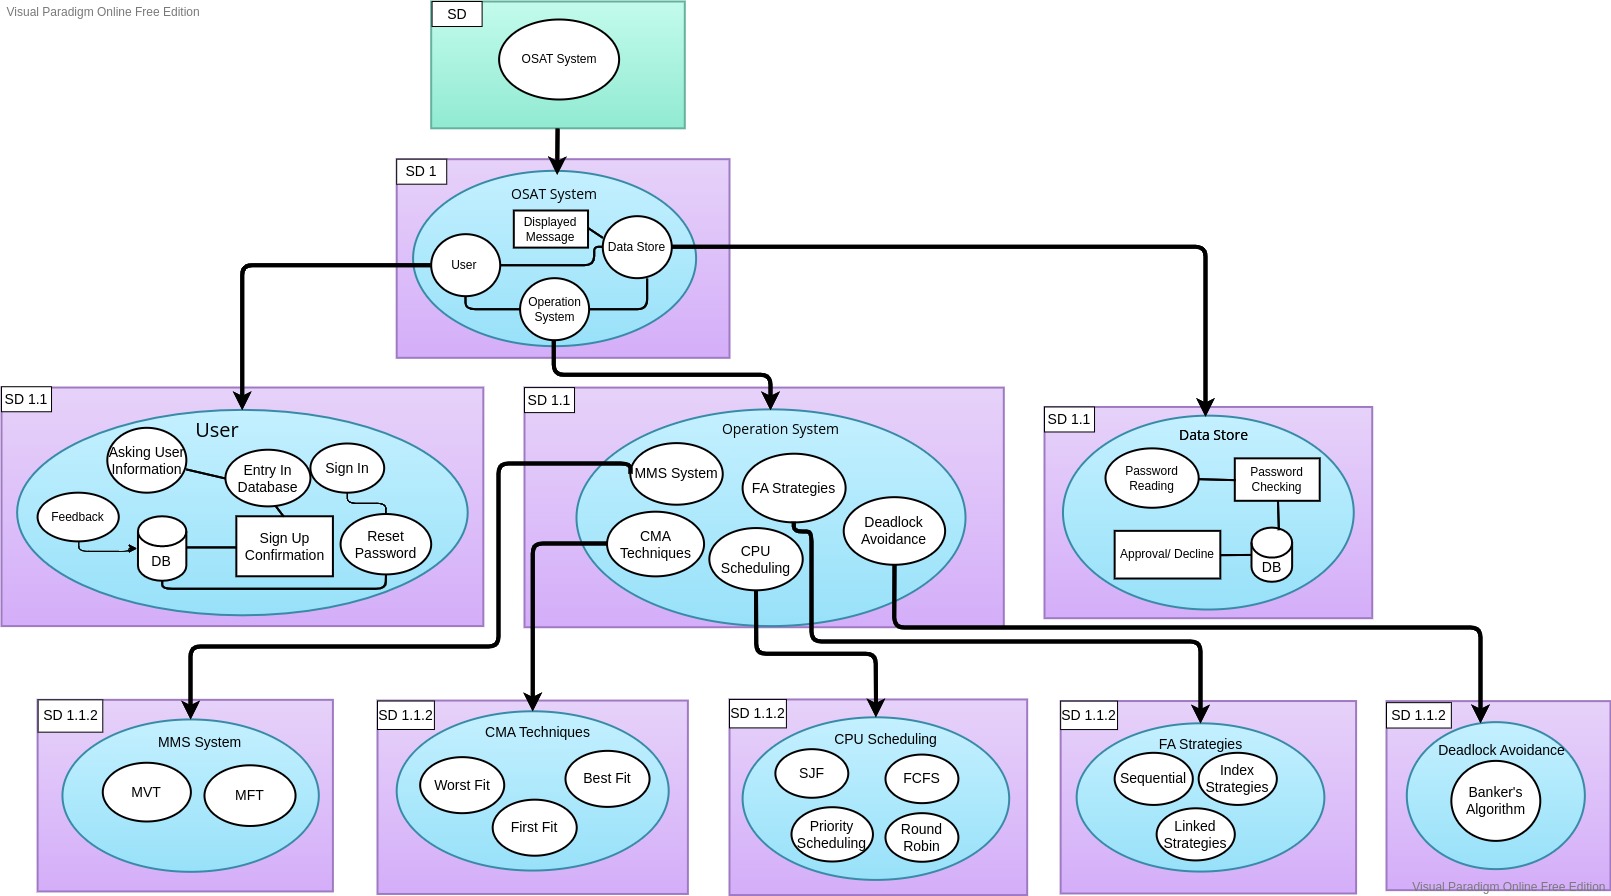 Visual Paradigm Online Free Edition
SD
OSAT System
SD 1
OSAT System
Displayed
Message
Data Store
User
Operation
System
SD 1.1
User
Asking User
Information
Entry In
Database
Sign In
Feedback
DB
Sign Up
Confirmation
Reset
Password
SD 1.1
Operation System
MMS System
FA Strategies
CMA
Techniques
CPU
Scheduling
Deadlock
Avoidance
SD 1.1
Data Store
Password
Reading
Password
Checking
Approval/ Decline
DB
SD 1.1.2
MMS System
MVT
MFT
SD 1.1.2
CMA Techniques
Worst Fit
Best Fit
First Fit
SD 1.1.2
CPU Scheduling
SJF
FCFS
Priority
Scheduling
Round
Robin
SD 1.1.2
FA Strategies
Sequential
Index
Strategies
Linked
Strategies
SD 1.1.2
Deadlock Avoidance
Banker's
Algorithm
Visual Paradigm Online Free Edition